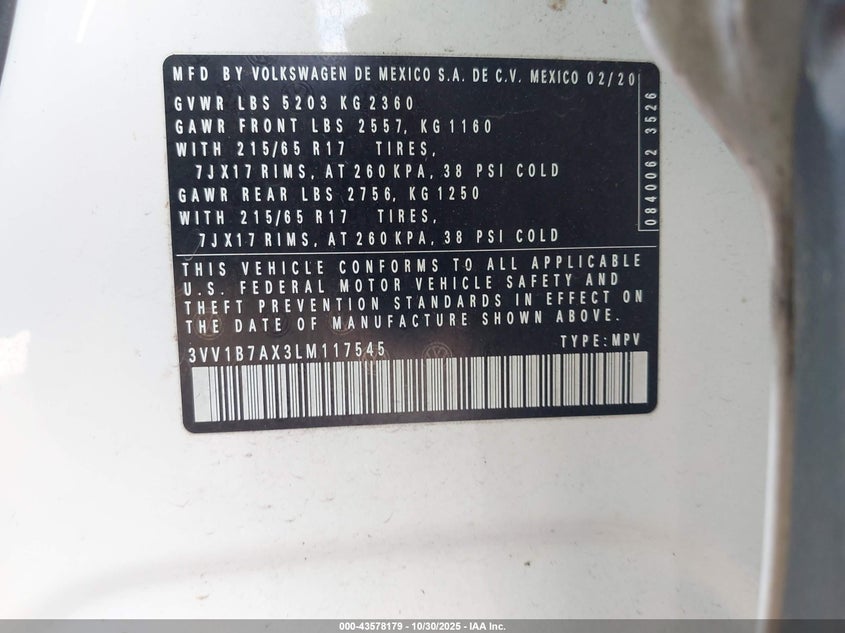 MFD BY VOLKSWAGEN DE MEXICO S.A. DE C.V. MEXICO 02/20
GVWR LBS 5203 KG 2360
GAWR FRONT LBS 2557, KG 1160
WITH 215/65 R17 TIRES,
7JX17 RIMS, AT 260 KPA, 38 PSI COLD
GAWR REAR LBS 2756, KG 1250
WITH 215/65 R17 TIRES,
7JX17 RIMS, AT 260 KPA, 38 PSI COLD
0840062 3526
THIS VEHICLE CONFORMS TO ALL APPLICABLE
U.S. FEDERAL MOTOR VEHICLE SAFETY AND
THEFT PREVENTION STANDARDS IN EFFECT ON
THE DATE OF MANUFACTURE SHOWN ABOVE.
3VV1B7AX3LM117545 TYPE: MPV
000-43578179 - 10/30/2025 - IAA Inc.